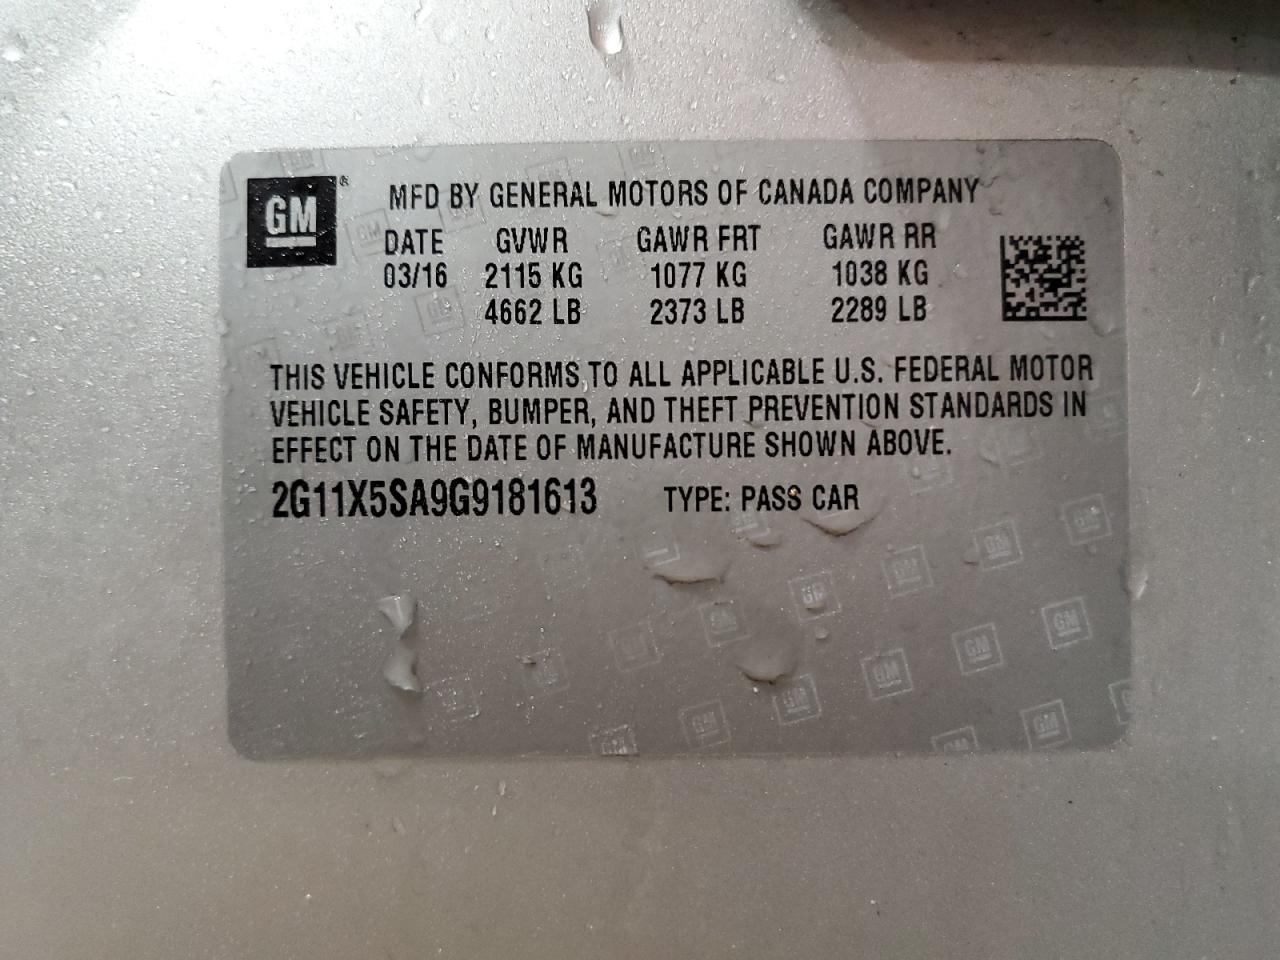 GM ®
MFD BY GENERAL MOTORS OF CANADA COMPANY
DATE GVWR GAWR FRT GAWR RR
03/16 2115 KG 1077 KG 1038 KG
4662 LB 2373 LB 2289 LB
THIS VEHICLE CONFORMS TO ALL APPLICABLE U.S. FEDERAL MOTOR
VEHICLE SAFETY, BUMPER, AND THEFT PREVENTION STANDARDS IN
EFFECT ON THE DATE OF MANUFACTURE SHOWN ABOVE.
2G11X5SA9G9181613 TYPE: PASS CAR